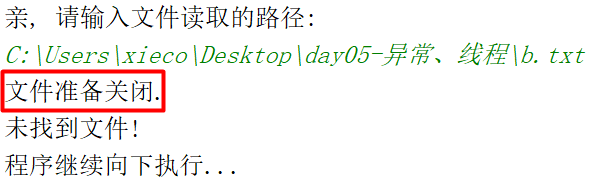 亲, 请输入文件读取的路径:
C:\Users\xieco\Desktop\day05-异常、线程\b.txt
文件准备关闭.
未找到文件!
程序继续向下执行...